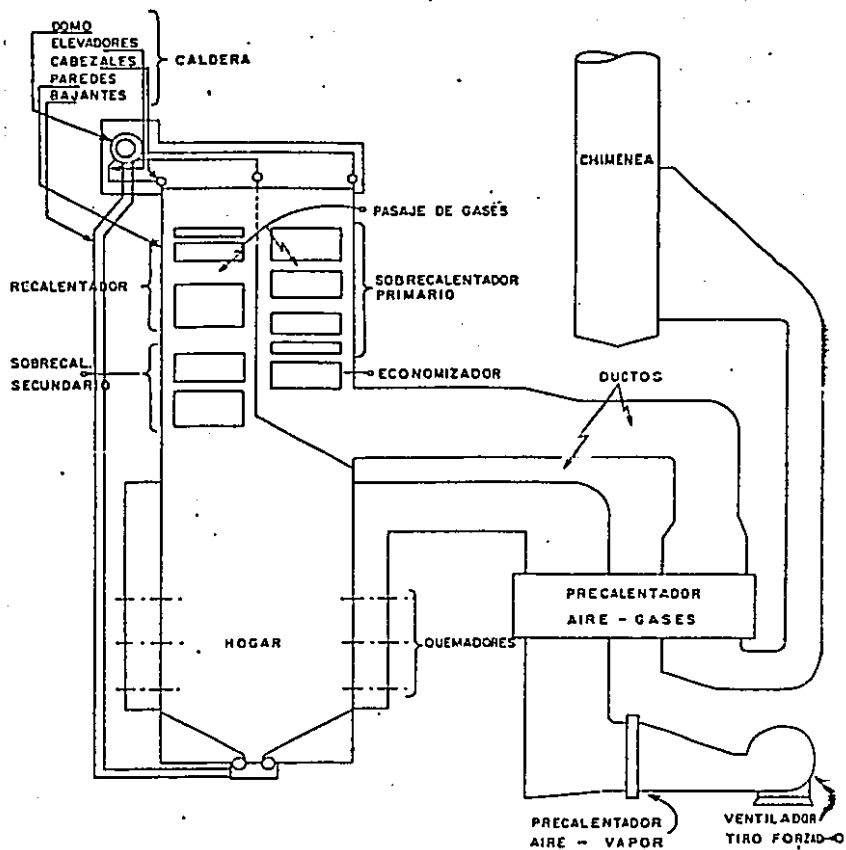 DOMO
ELEVADORES
CABEZALES
PAREDES
BAJANTES
CALDERA
CHIMENEA
PASAJE DE GASES
RECALENTADOR
SOBRECALENTADOR
PRIMARIO
SOBRECAL.
SECUNDARIO
ECONOMIZADOR
DUCTOS
PRECALENTADOR
AIRE - GASES
HOGAR
QUEMADORES
PRECALENTADOR
AIRE - VAPOR
VENTILADOR
TIRO FORZADO